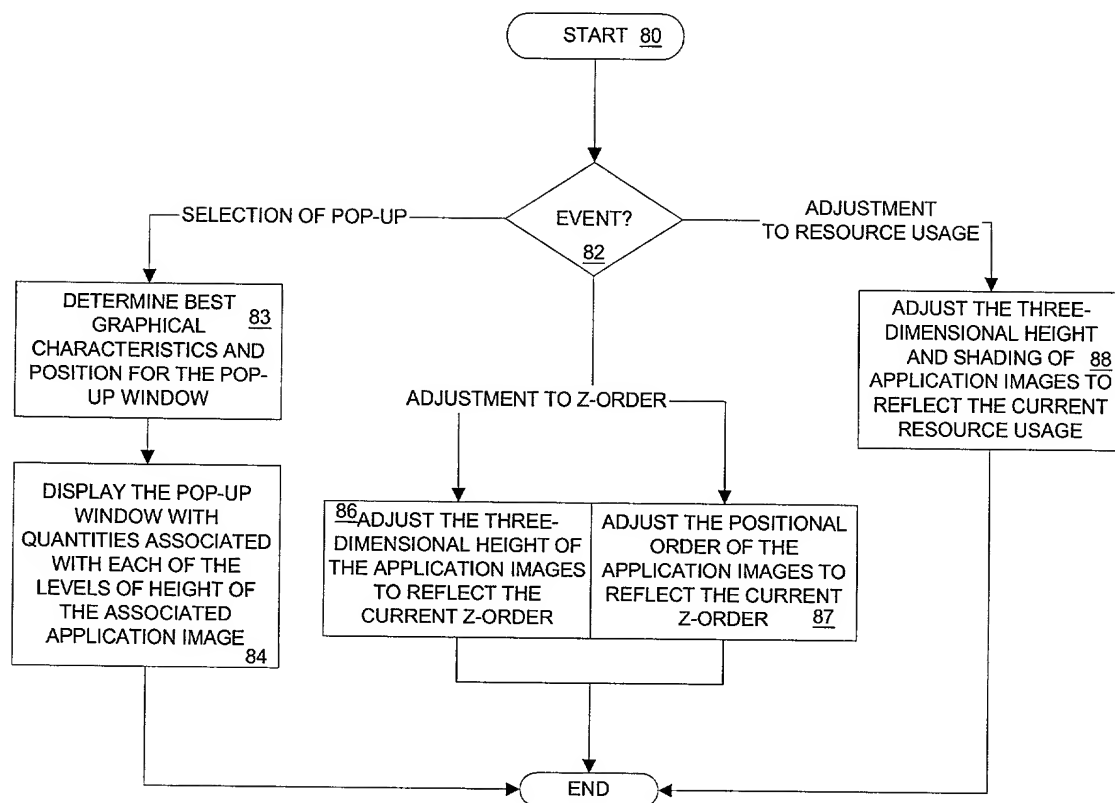 START 80
EVENT?
82
SELECTION OF POP-UP
ADJUSTMENT
TO RESOURCE USAGE
DETERMINE BEST
GRAPHICAL 83
CHARACTERISTICS AND
POSITION FOR THE POP-
UP WINDOW
ADJUST THE THREE-
DIMENSIONAL HEIGHT
AND SHADING OF 88
APPLICATION IMAGES TO
REFLECT THE CURRENT
RESOURCE USAGE
ADJUSTMENT TO Z-ORDER
DISPLAY THE POP-UP
WINDOW WITH
QUANTITIES ASSOCIATED
WITH EACH OF THE
LEVELS OF HEIGHT OF
THE ASSOCIATED
APPLICATION IMAGE
84
86 ADJUST THE THREE-
DIMENSIONAL HEIGHT OF
THE APPLICATION IMAGES
TO REFLECT THE
CURRENT Z-ORDER
ADJUST THE POSITIONAL
ORDER OF THE
APPLICATION IMAGES TO
REFLECT THE CURRENT
Z-ORDER 87
END